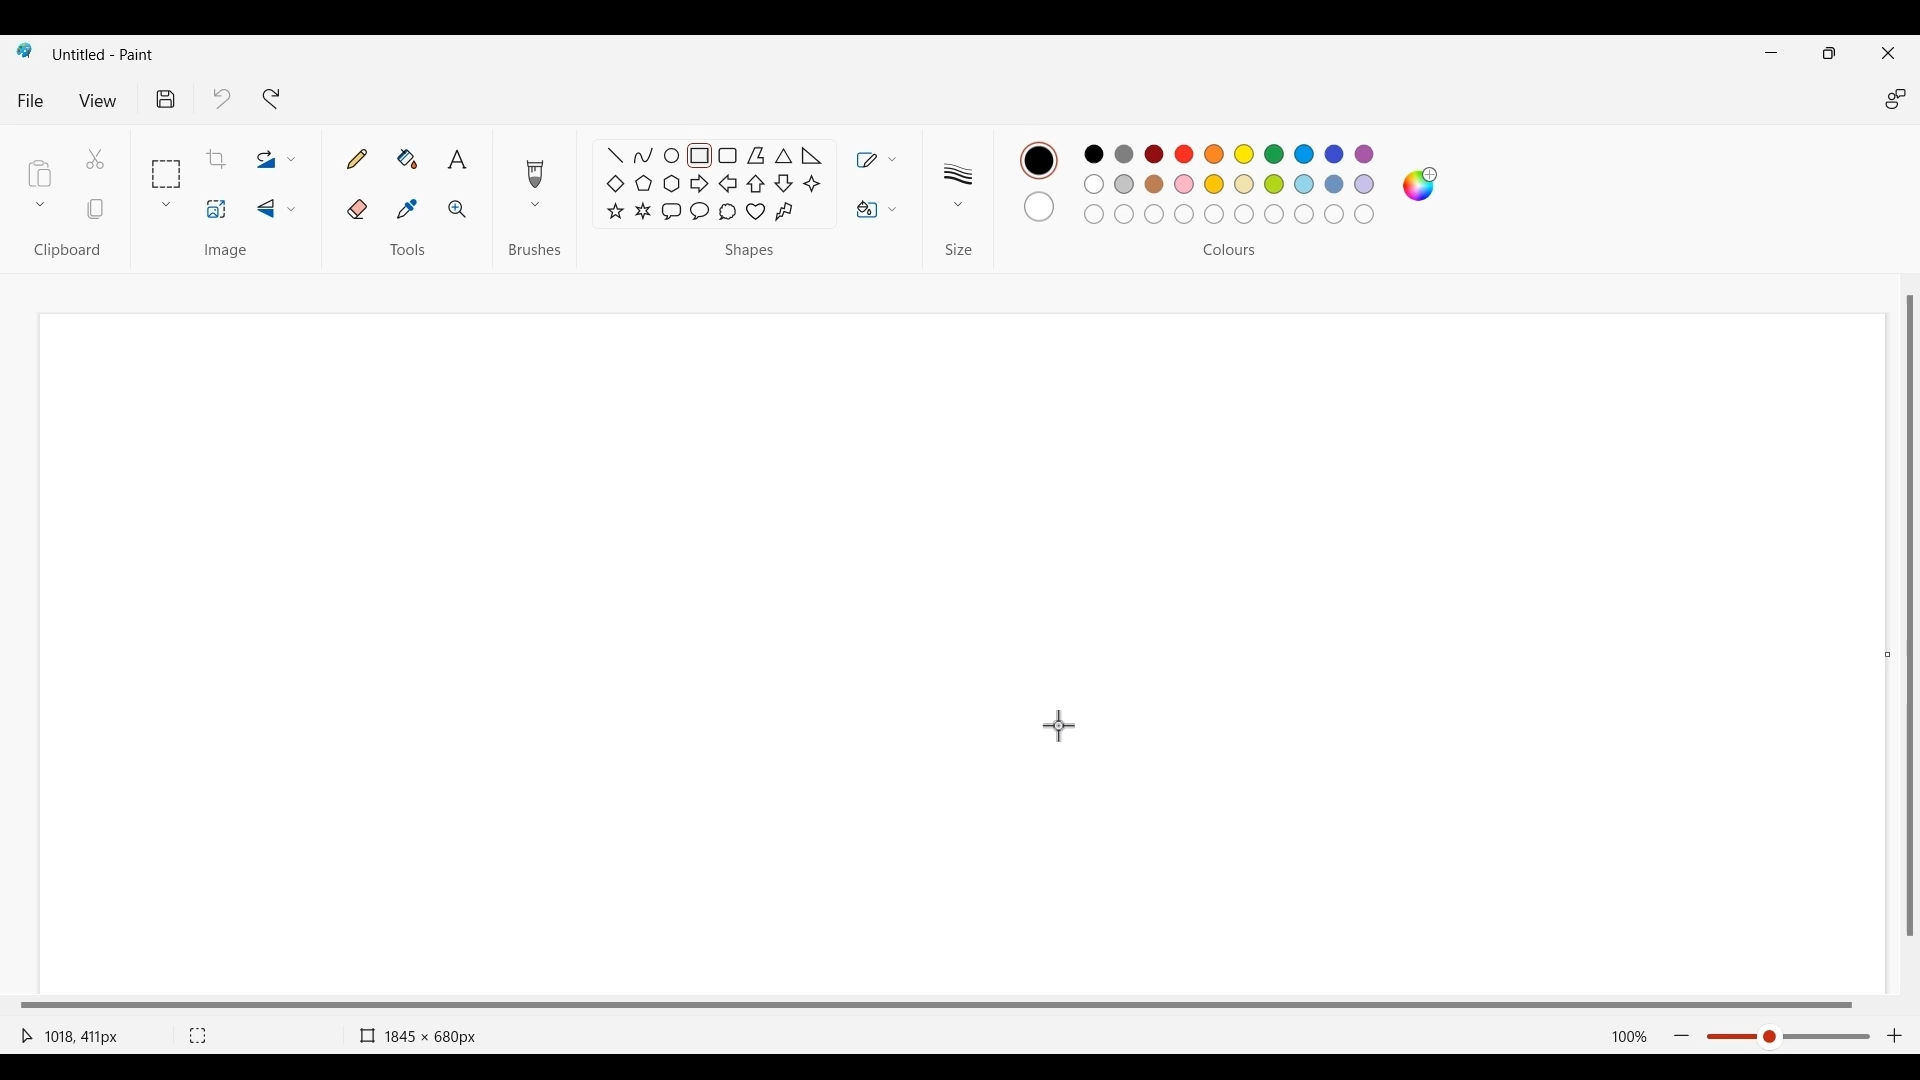 Untitled - Paint
File View
Clipboard Image Tools Brushes Shapes Size Colours
1018, 411px 1845 × 680px 100%